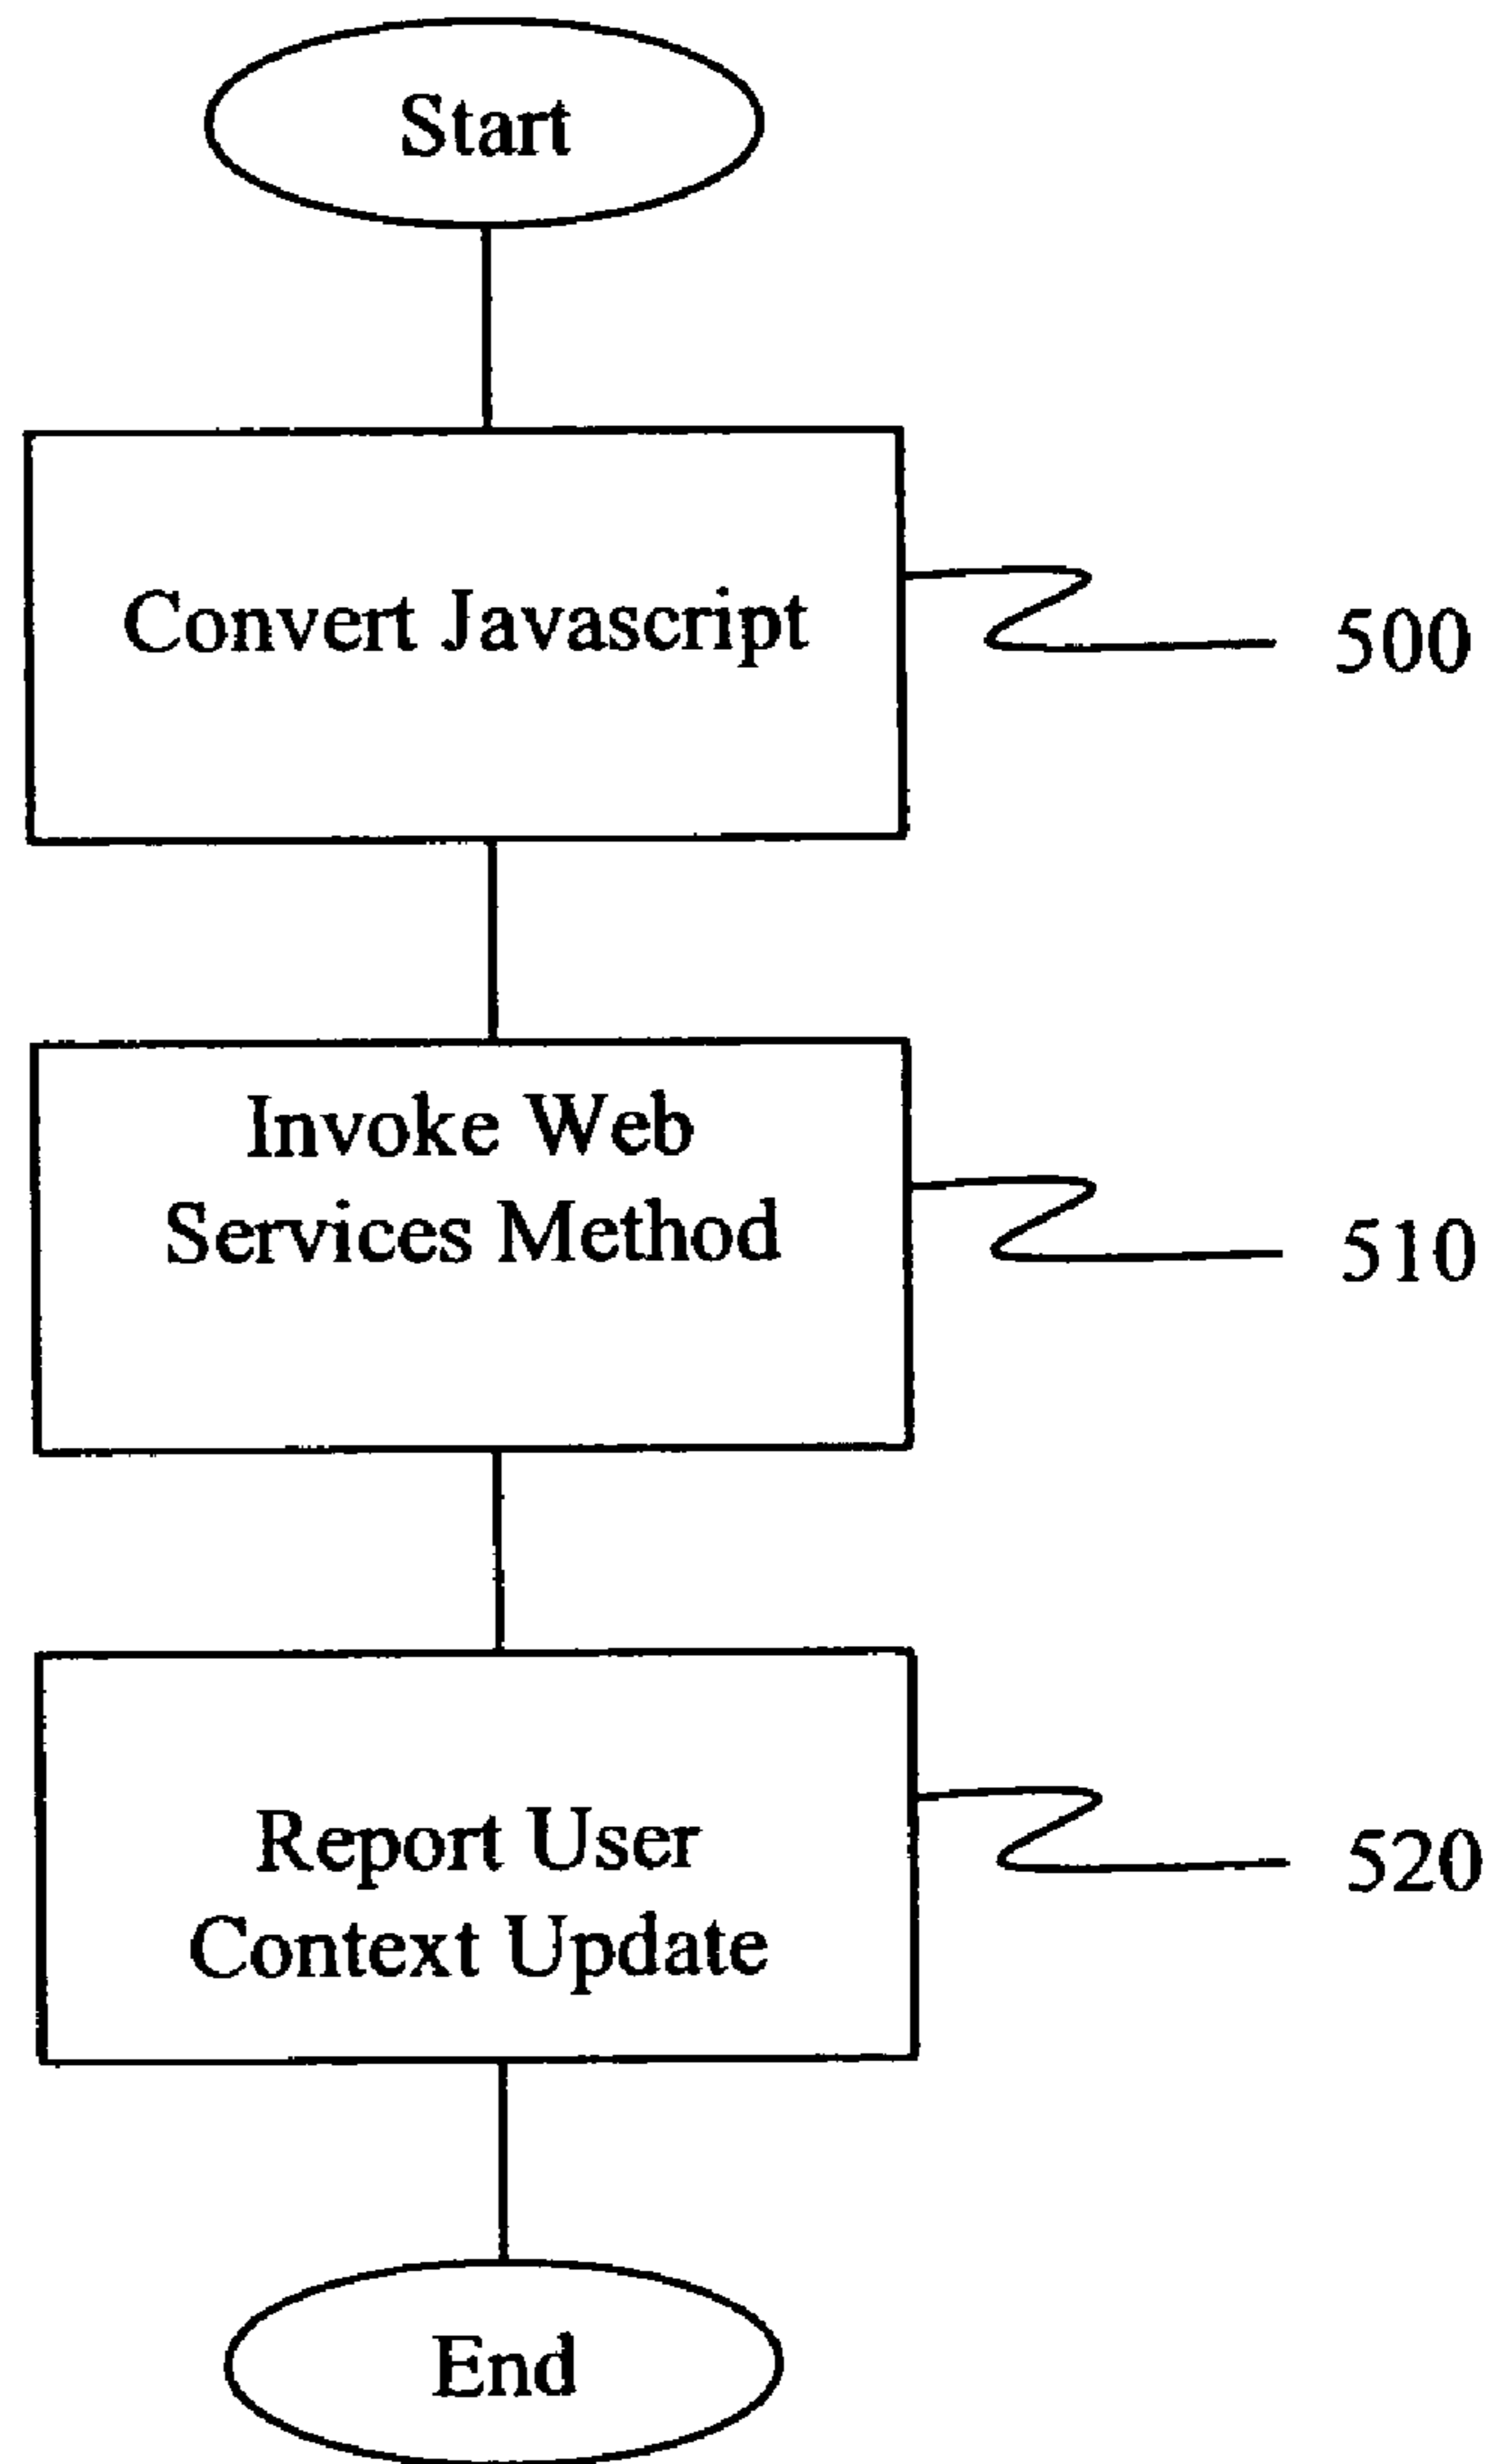 Start
Convert Javascript
500
Invoke Web
Services Method
510
Report User
Context Update
520
End